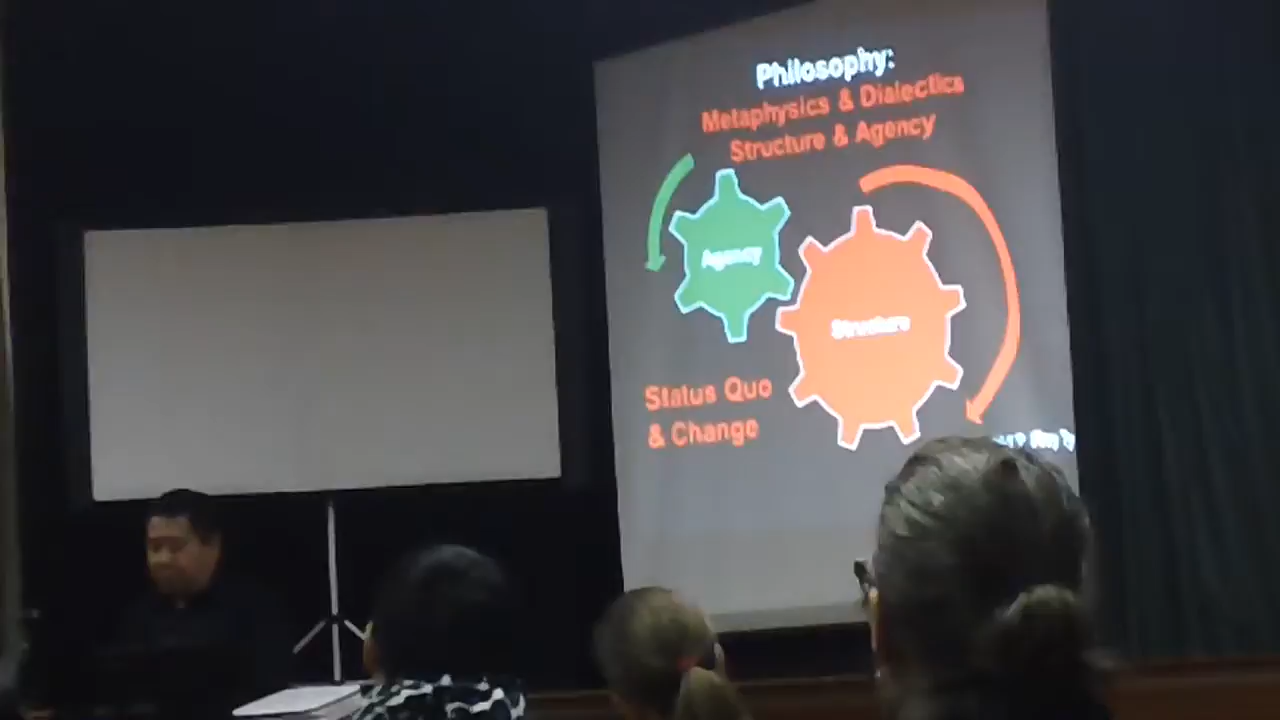 Philosophy:
Metaphysics & Dialectics
Structure & Agency
Agency
Structure
Status Quo
& Change